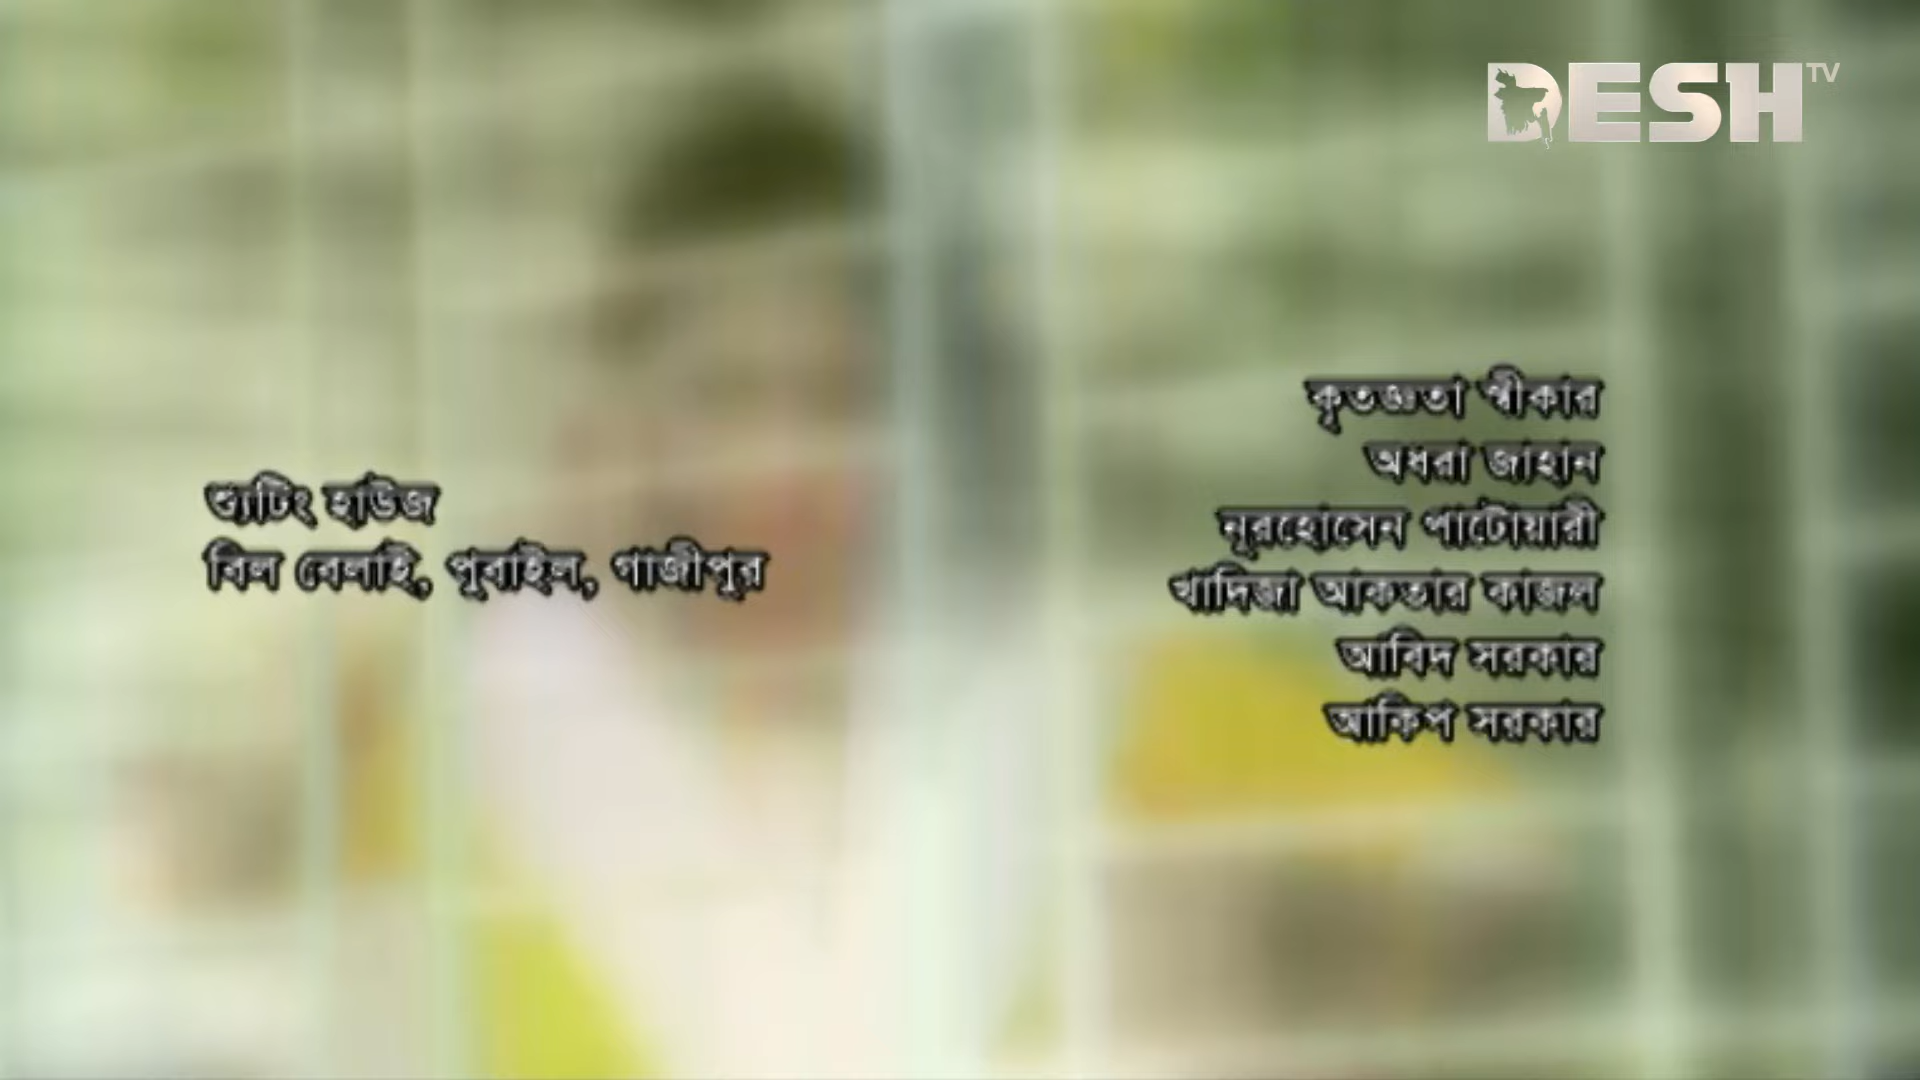 DESH TV
শ্যুটিং হাউজ
বিল বেলাই, পূবাইল, গাজীপুর
কৃতজ্ঞতা স্বীকার
অধরা জাহান
নূরহোসেন পাটোয়ারী
খাদিজা আকতার কাজল
আবিদ সরকার
আকিপ সরকার